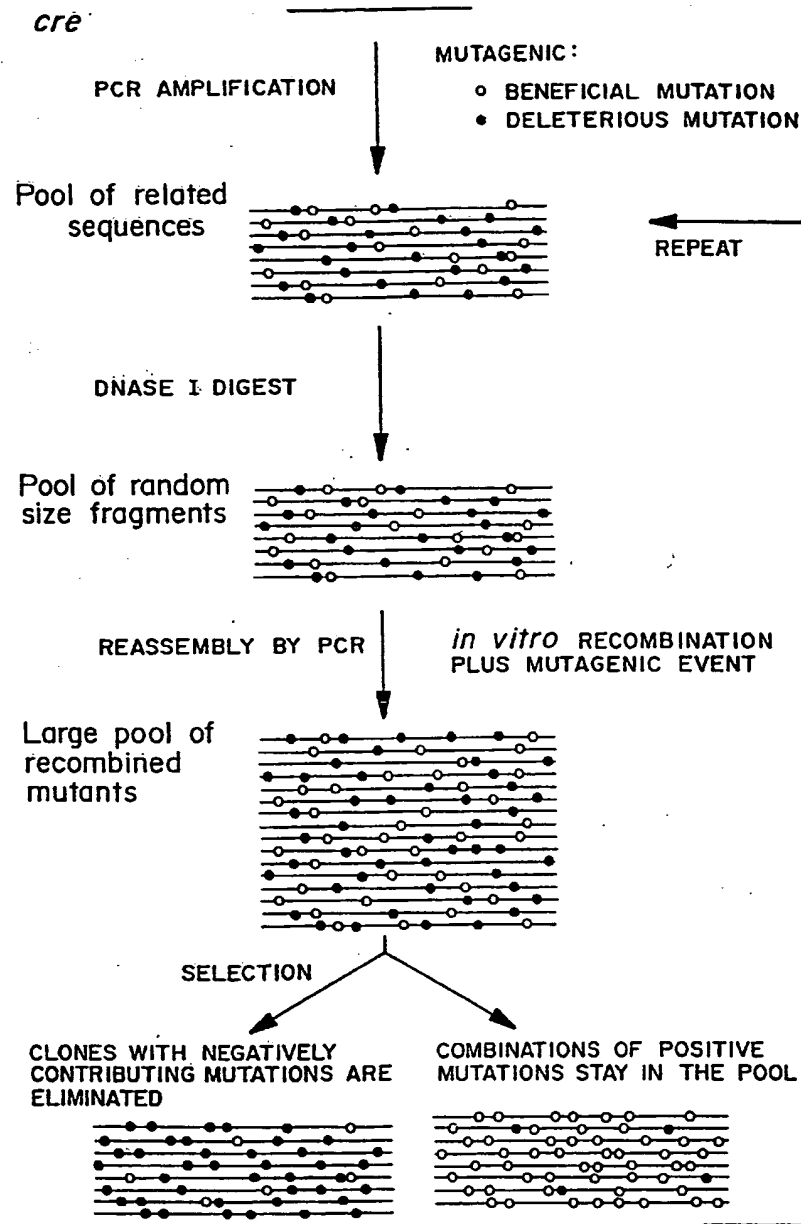 cre
PCR AMPLIFICATION
MUTAGENIC:
○ BENEFICIAL MUTATION
● DELETERIOUS MUTATION
Pool of related
sequences
REPEAT
DNASE I DIGEST
Pool of random
size fragments
REASSEMBLY BY PCR
in vitro RECOMBINATION
PLUS MUTAGENIC EVENT
Large pool of
recombined
mutants
SELECTION
CLONES WITH NEGATIVELY
CONTRIBUTING MUTATIONS ARE
ELIMINATED
COMBINATIONS OF POSITIVE
MUTATIONS STAY IN THE POOL